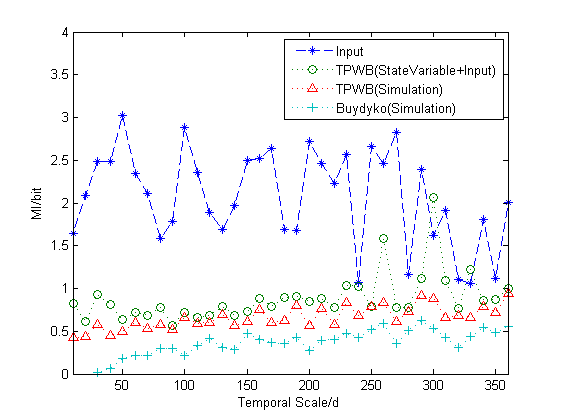 4
3.5
3
2.5
2
1.5
1
0.5
0
MI/bit
Input
TPWB(StateVariable+Input)
TPWB(Simulation)
Buydyko(Simulation)
50 100 150 200 250 300 350
Temporal Scale/d